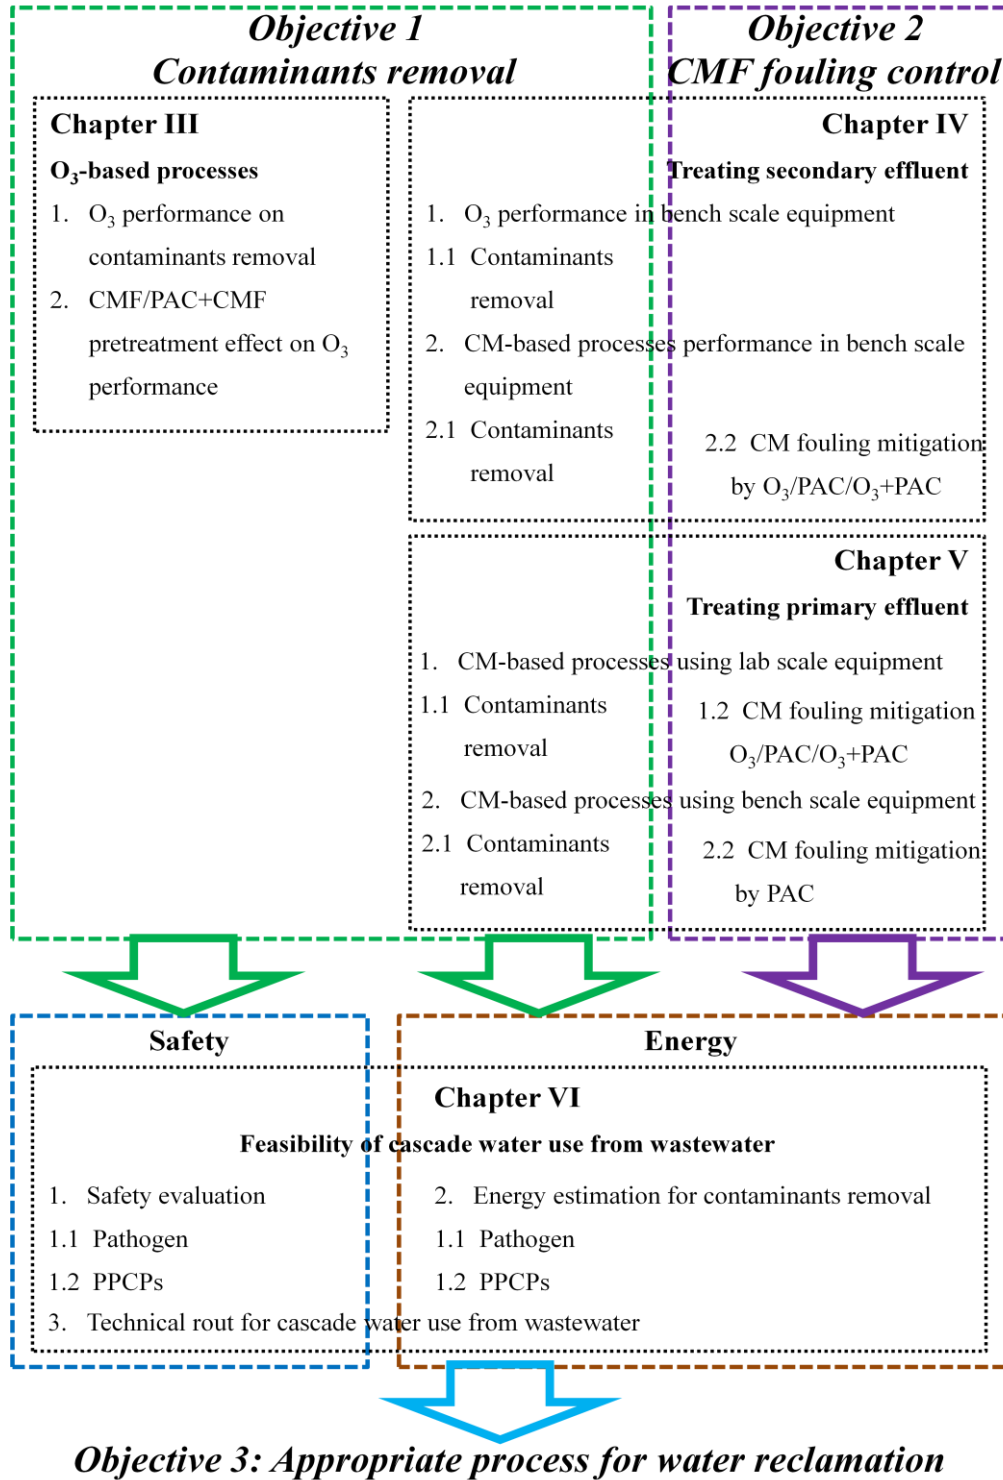 Objective 1
Contaminants removal
Objective 2
CMF fouling control
Chapter III
O₃-based processes
1. O₃ performance on
contaminants removal
2. CMF/PAC+CMF
pretreatment effect on O₃
performance
Chapter IV
Treating secondary effluent
1. O₃ performance in bench scale equipment
1.1 Contaminants
removal
2. CM-based processes performance in bench scale
equipment
2.1 Contaminants
removal
2.2 CM fouling mitigation
by O₃/PAC/O₃+PAC
Chapter V
Treating primary effluent
1. CM-based processes using lab scale equipment
1.1 Contaminants
removal
1.2 CM fouling mitigation
O₃/PAC/O₃+PAC
2. CM-based processes using bench scale equipment
2.1 Contaminants
removal
2.2 CM fouling mitigation
by PAC
Safety
Energy
Chapter VI
Feasibility of cascade water use from wastewater
1. Safety evaluation
1.1 Pathogen
1.2 PPCPs
2. Energy estimation for contaminants removal
1.1 Pathogen
1.2 PPCPs
3. Technical rout for cascade water use from wastewater
Objective 3: Appropriate process for water reclamation